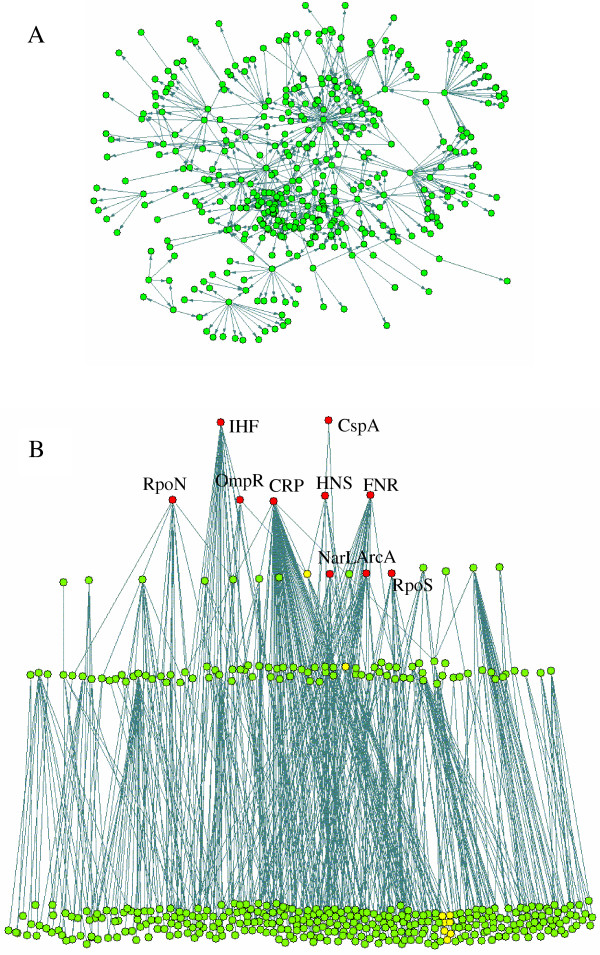 A
B
IHF
CspA
RpoN
OmpR
CRP
HNS
FNR
NarL
ArcA
RpoS